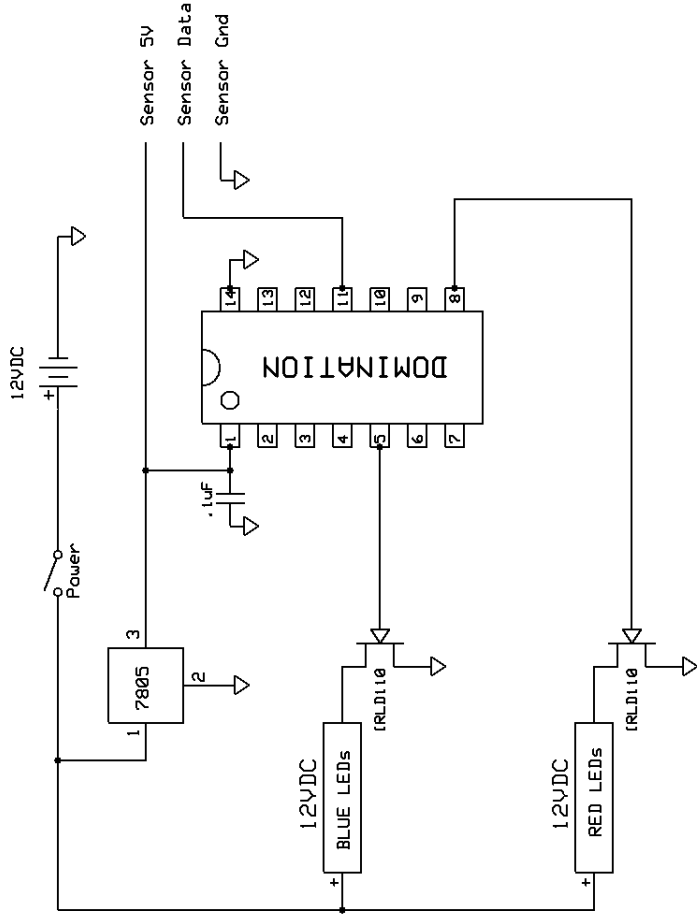 12VDC
+
Power
7805
1
2
3
Sensor 5V
Sensor Data
Sensor Gnd
.1uF
DOMINATION
1
2
3
4
5
6
7
14
13
12
11
10
9
8
12VDC
BLUE LEDs
+
IRLD110
12VDC
RED LEDs
+
IRLD110